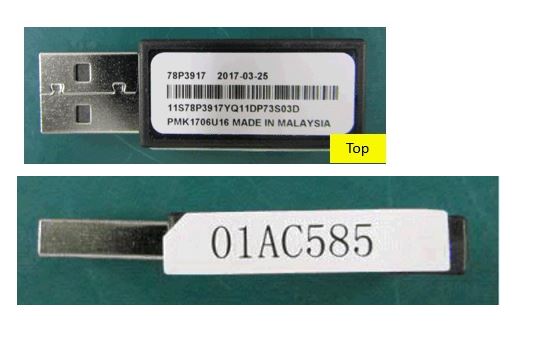 78P3917 2017-03-25
11S78P3917YQ11DP73S03D
PMK1706U16 MADE IN MALAYSIA
Top
01AC585